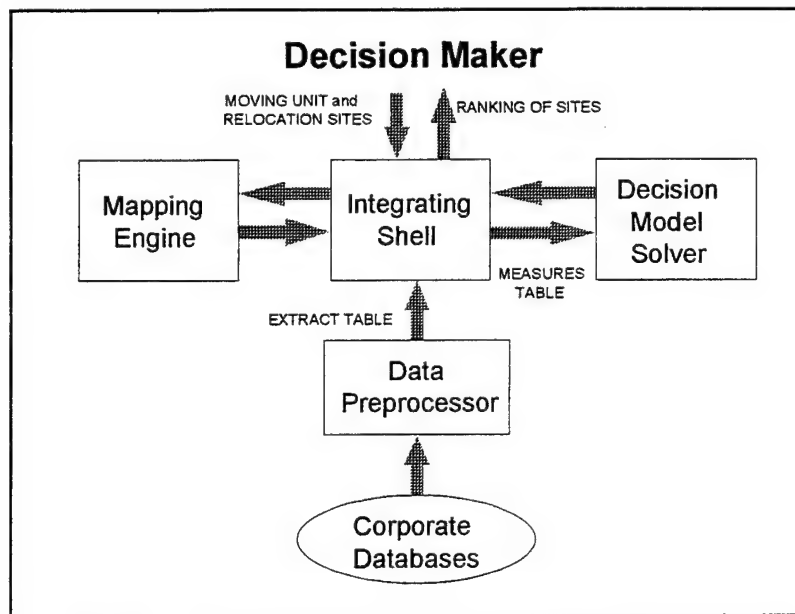 Decision Maker
MOVING UNIT and
RELOCATION SITES
RANKING OF SITES
Mapping
Engine
Integrating
Shell
Decision
Model
Solver
MEASURES
TABLE
EXTRACT TABLE
Data
Preprocessor
Corporate
Databases